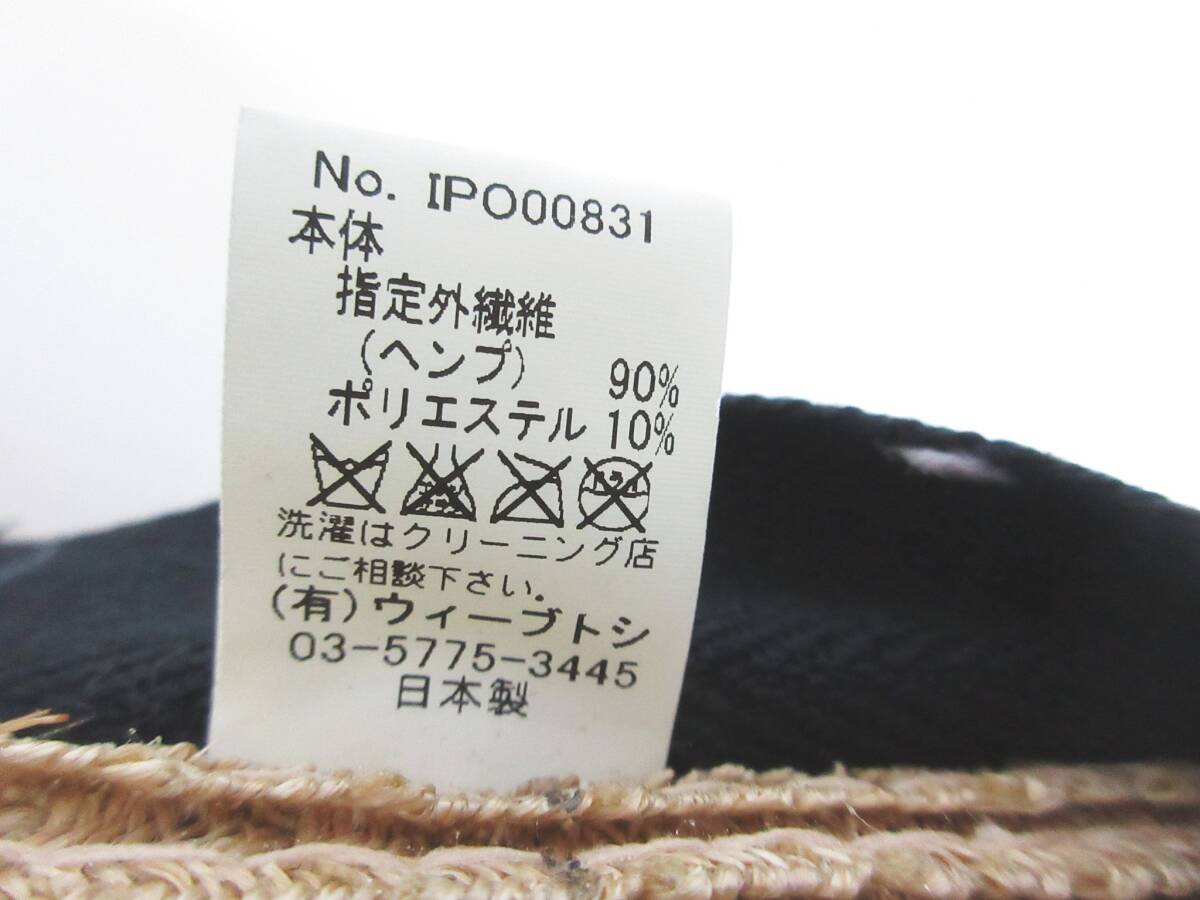 No. IPO00831
本体
指定外繊維
(ヘンプ) 90%
ポリエステル 10%
洗濯はクリーニング店
にご相談下さい.
(有)ウィーブトシ
03-5775-3445
日本製